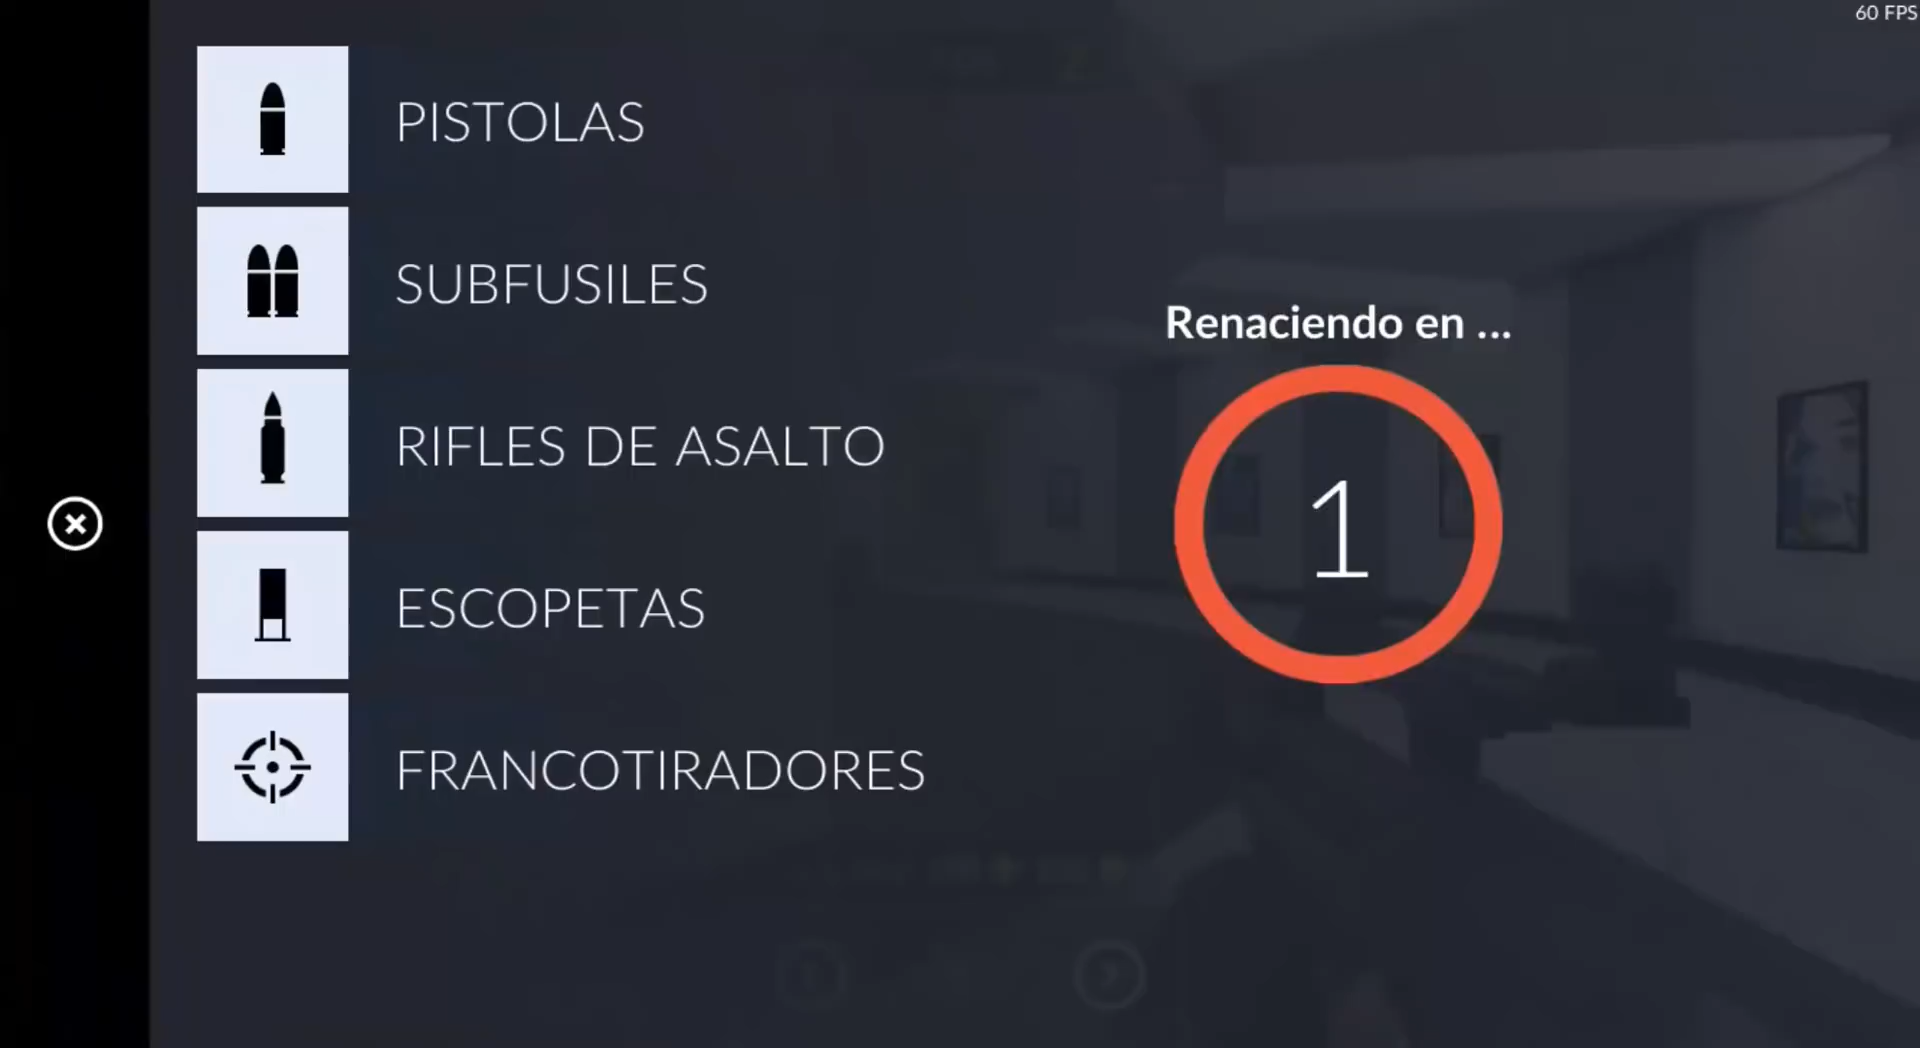 60 FPS
PISTOLAS
SUBFUSILES
RIFLES DE ASALTO
ESCOPETAS
FRANCOTIRADORES
Renaciendo en ...
1